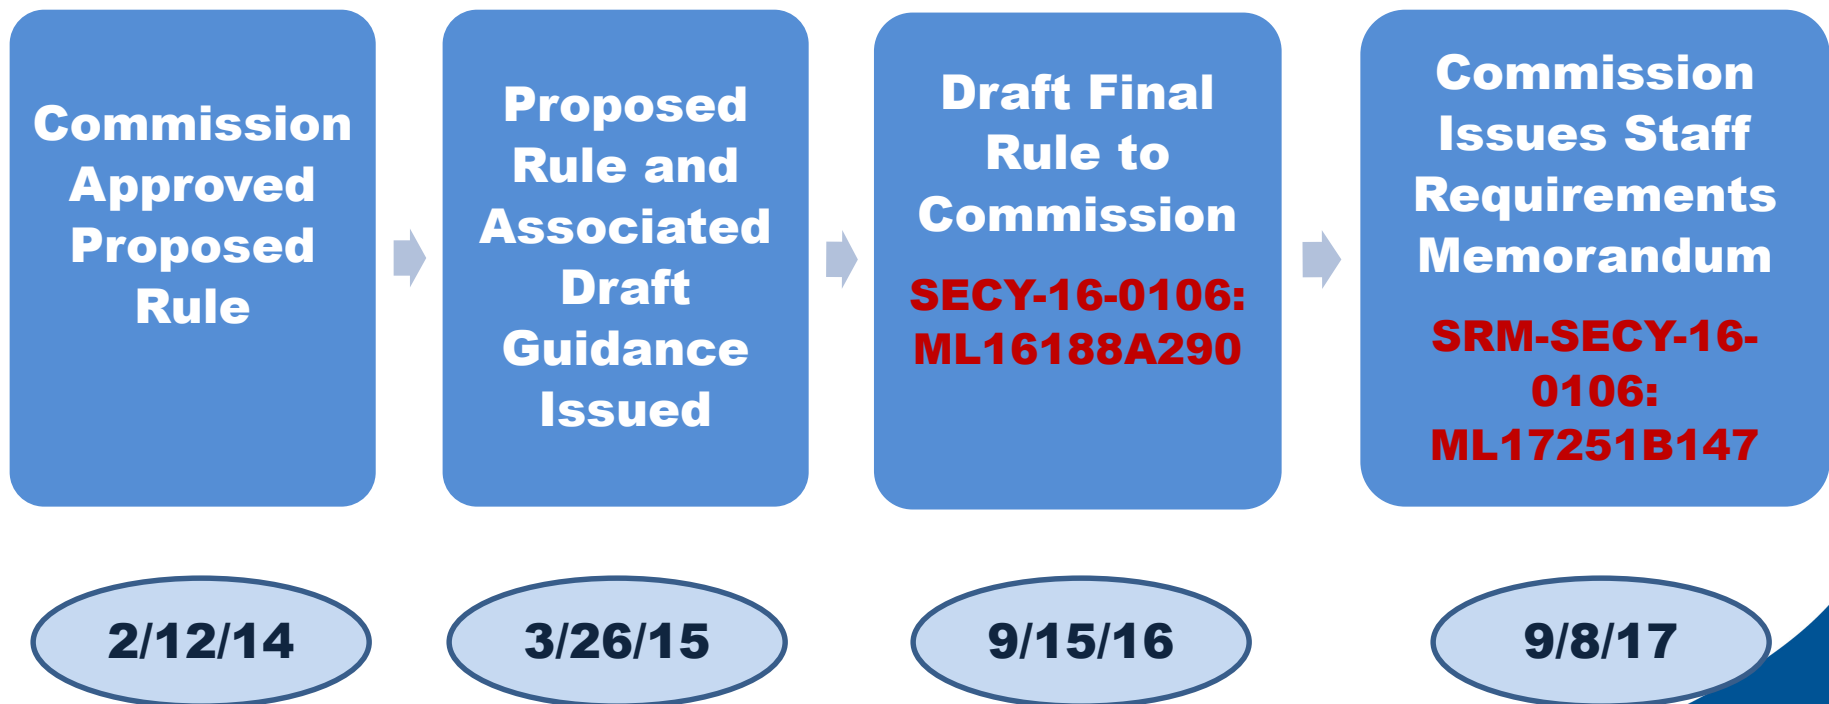 Commission
Approved
Proposed
Rule
Proposed
Rule and
Associated
Draft
Guidance
Issued
Draft Final
Rule to
Commission
SECY-16-0106:
ML16188A290
Commission
Issues Staff
Requirements
Memorandum
SRM-SECY-16-
0106:
ML17251B147
2/12/14
3/26/15
9/15/16
9/8/17